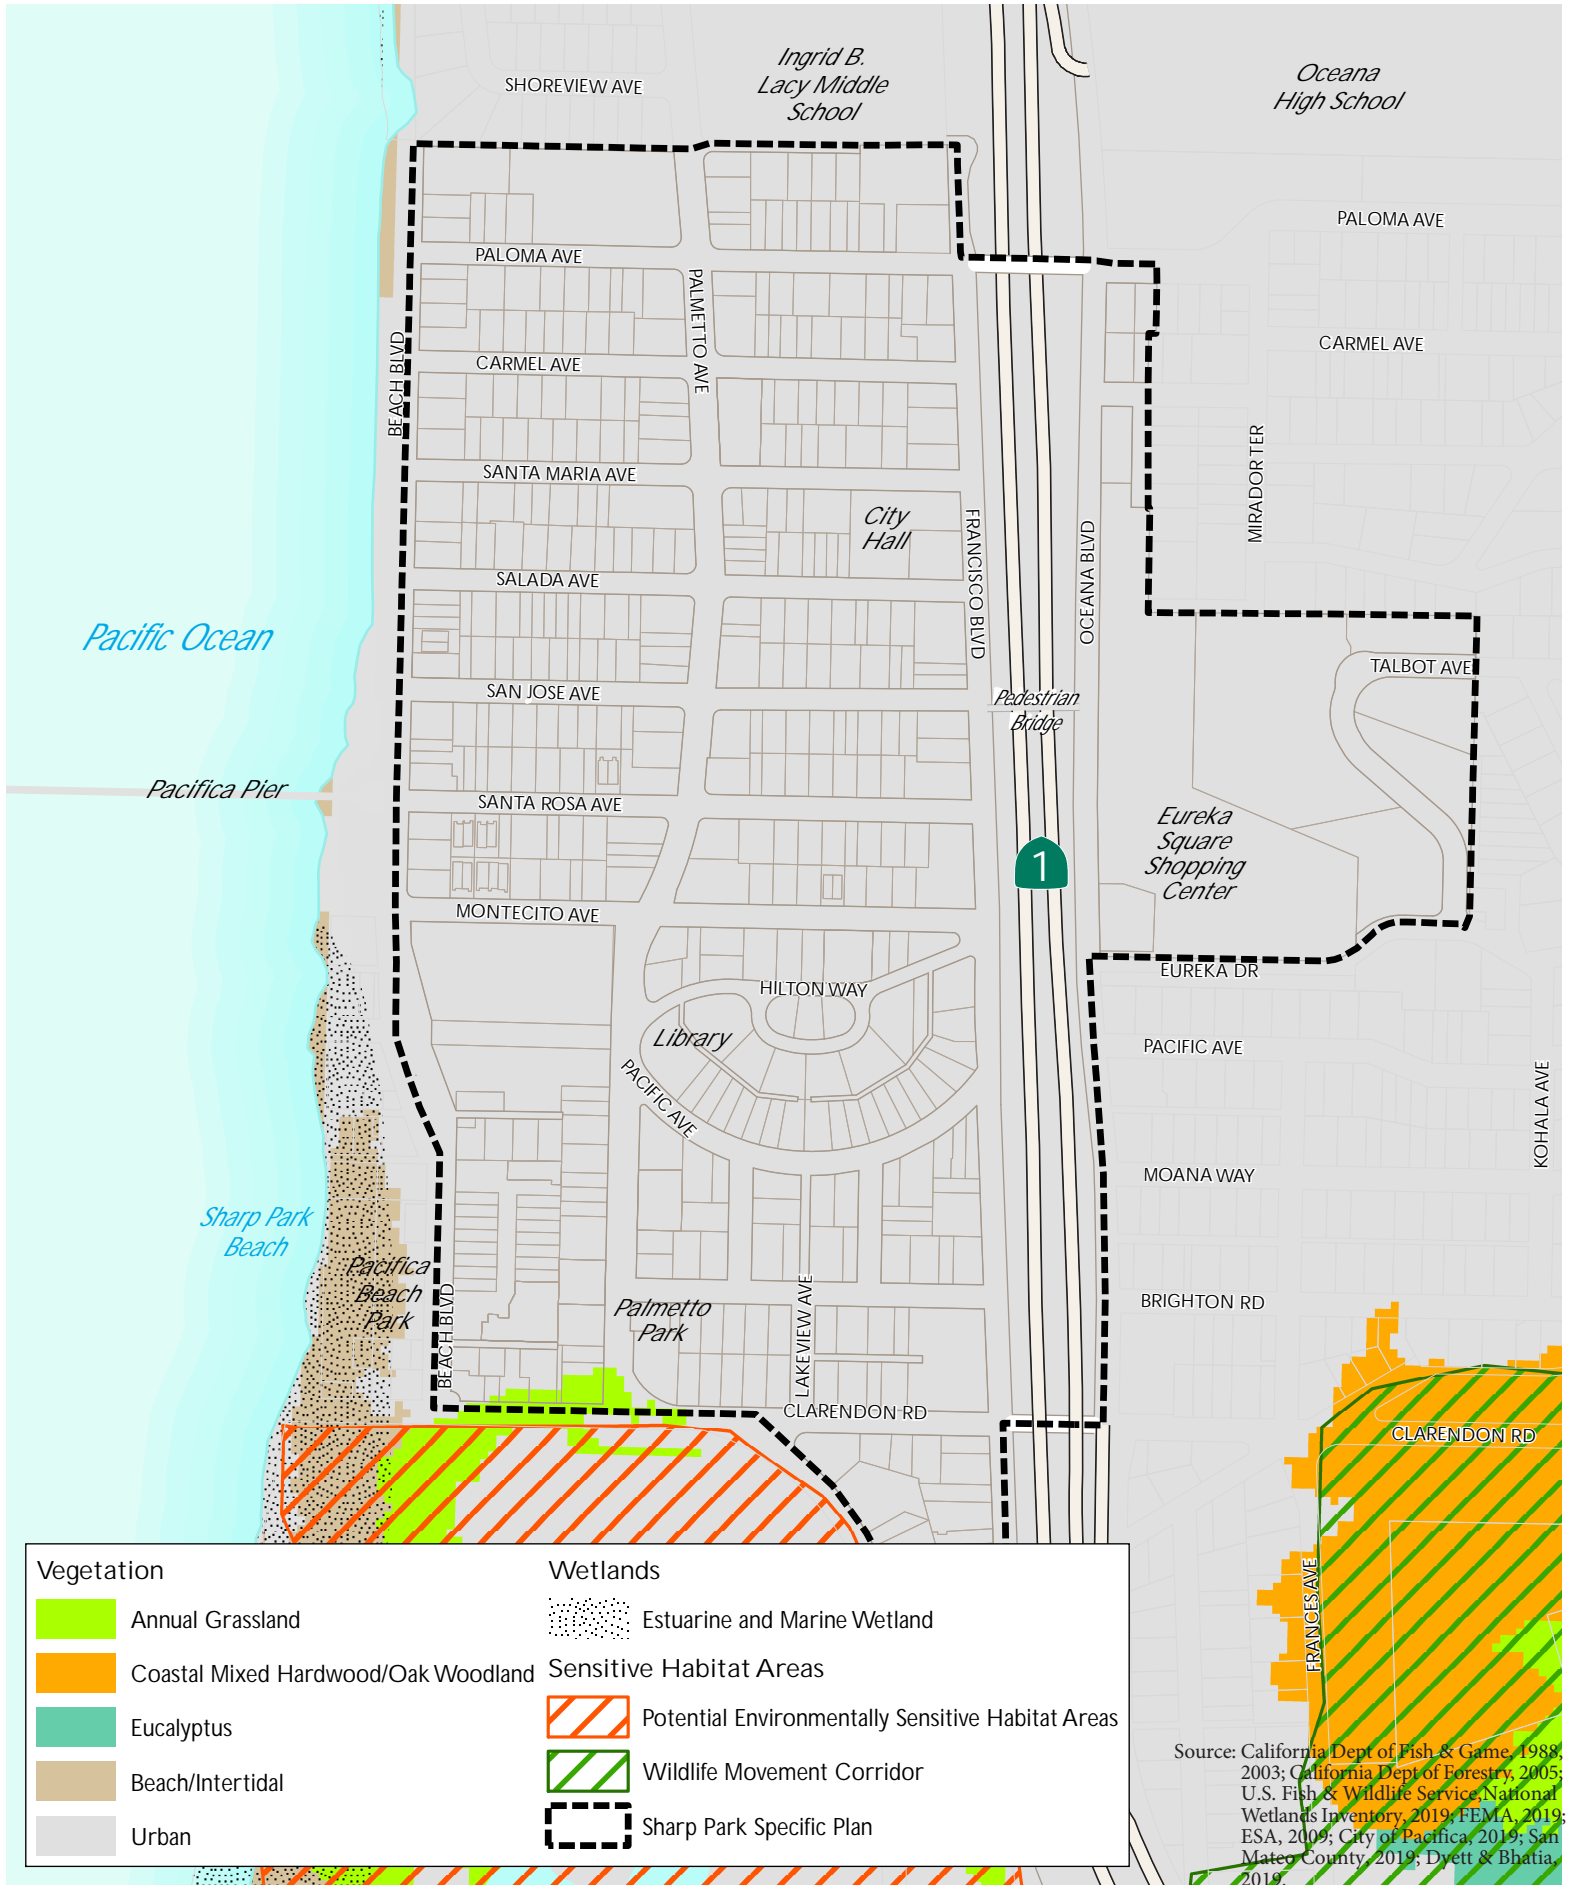 Ingrid B.
Lacy Middle
School
Oceana
High School
SHOREVIEW AVE
PALOMA AVE
PALOMA AVE
PALMETTO AVE
BEACH BLVD
CARMEL AVE
CARMEL AVE
MIRADOR TER
SANTA MARIA AVE
City
Hall
FRANCISCO BLVD
OCEANA BLVD
SALADA AVE
Pacific Ocean
TALBOT AVE
SAN JOSE AVE
Pedestrian
Bridge
Pacifica Pier
SANTA ROSA AVE
Eureka
Square
Shopping
Center
1
MONTECITO AVE
EUREKA DR
HILTON WAY
Library
PACIFIC AVE
PACIFIC AVE
KOHALA AVE
MOANA WAY
Sharp Park
Beach
Pacifica
Beach
Park
BEACH BLVD
Palmetto
Park
LAKEVIEW AVE
BRIGHTON RD
CLARENDON RD
CLARENDON RD
FRANCES AVE
Vegetation
Annual Grassland
Coastal Mixed Hardwood/Oak Woodland
Eucalyptus
Beach/Intertidal
Urban
Wetlands
Estuarine and Marine Wetland
Sensitive Habitat Areas
Potential Environmentally Sensitive Habitat Areas
Wildlife Movement Corridor
Sharp Park Specific Plan
Source: California Dept of Fish & Game, 1988,
2003; California Dept of Forestry, 2005;
U.S. Fish & Wildlife Service,National
Wetlands Inventory, 2019; FEMA, 2019;
ESA, 2009; City of Pacifica, 2019; San
Mateo County, 2019; Dyett & Bhatia,
2019.